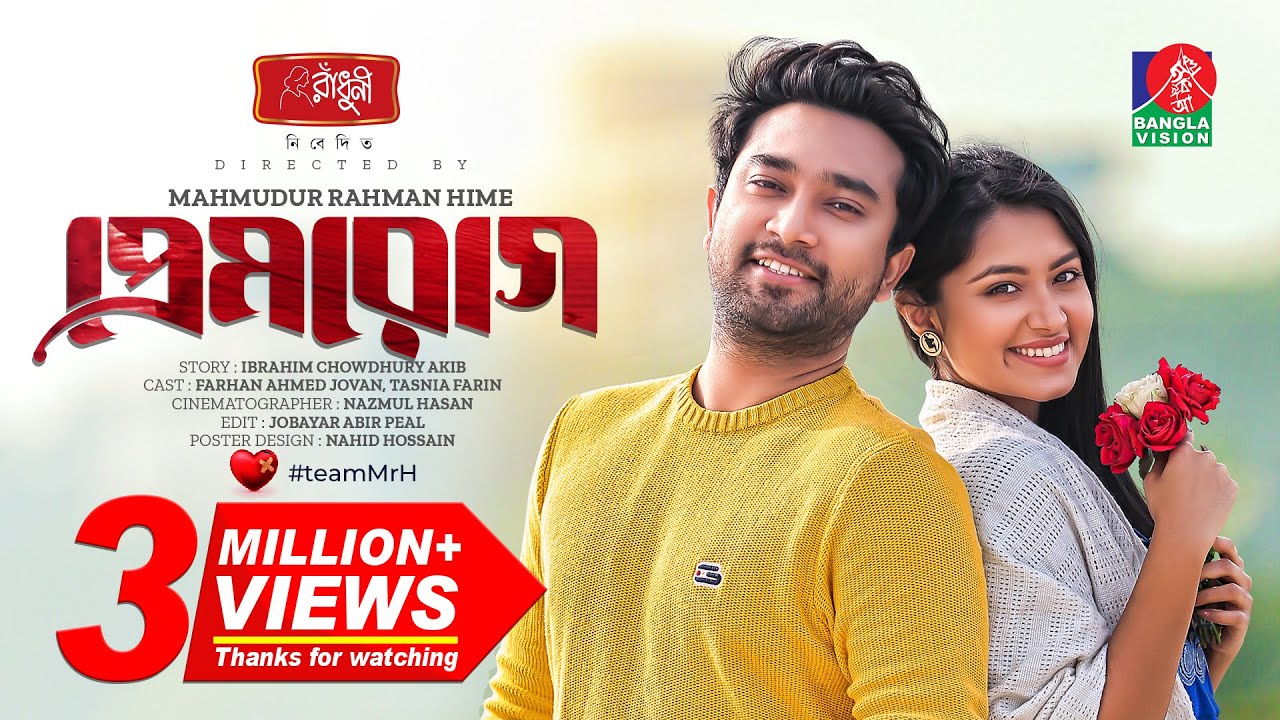 রাঁধুনী
নিবেদিত
DIRECTED BY
MAHMUDUR RAHMAN HIME
প্রেমরোগ
STORY : IBRAHIM CHOWDHURY AKIB
CAST : FARHAN AHMED JOVAN, TASNIA FARIN
CINEMATOGRAPHER : NAZMUL HASAN
EDIT : JOBAYAR ABIR PEAL
POSTER DESIGN : NAHID HOSSAIN
#teamMrH
3 MILLION+
VIEWS
Thanks for watching
BANGLA
VISION